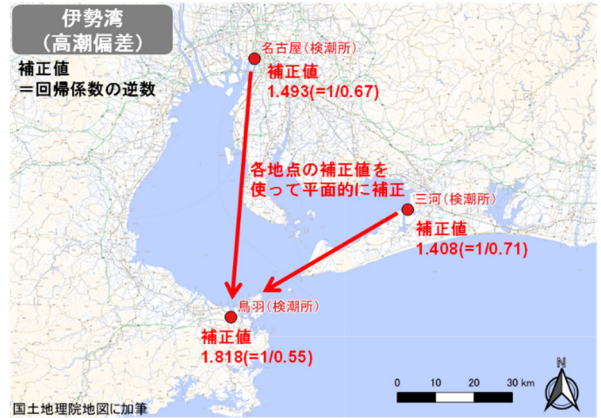 伊勢湾
(高潮偏差)
補正値
=回帰係数の逆数
名古屋(検潮所)
補正値
1.493(=1/0.67)
各地点の補正値を
使って平面的に補正
三河(検潮所)
補正値
1.408(=1/0.71)
鳥羽(検潮所)
補正値
1.818(=1/0.55)
N
0 10 20 30 km
国土地理院地図に加筆